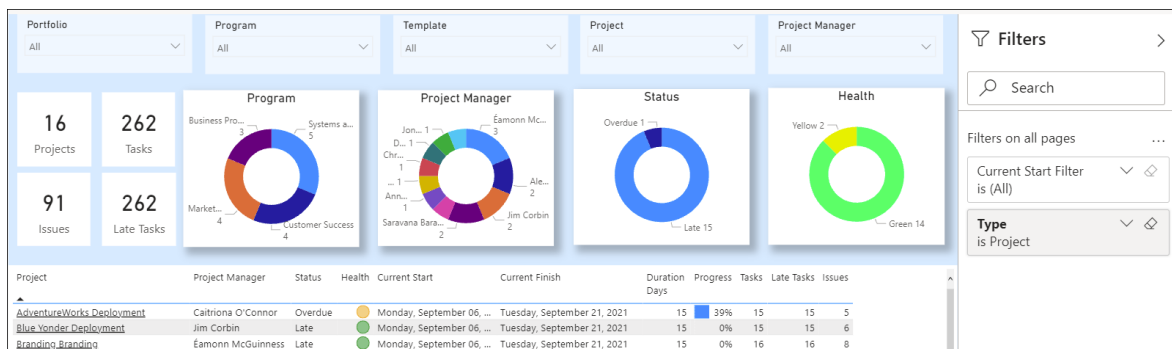 Portfolio
All
Program
All
Template
All
Project
All
Project Manager
All
Filters
Search
Filters on all pages ...
Current Start Filter
is (All)
Type
is Project
16
Projects
262
Tasks
91
Issues
262
Late Tasks
Program
Business Pro...
3
Systems a...
5
Market...
4
Customer Success
4
Project Manager
Jon... 1
D... 1
Chr...
1
... 1
Ann...
1
Saravana Bara...
2
Éamonn Mc...
3
Ale...
2
Jim Corbin
2
Status
Overdue 1
Late 15
Health
Yellow 2
Green 14
Project Project Manager Status Health Current Start Current Finish Duration Days Progress Tasks Late Tasks Issues
AdventureWorks Deployment Caitriona O'Connor Overdue Monday, September 06, ... Tuesday, September 21, 2021 15 39% 15 15 5
Blue Yonder Deployment Jim Corbin Late Monday, September 06, ... Tuesday, September 21, 2021 15 0% 15 15 6
Branding Branding Éamonn McGuinness Late Monday, September 06, ... Tuesday, September 21, 2021 15 0% 16 16 8